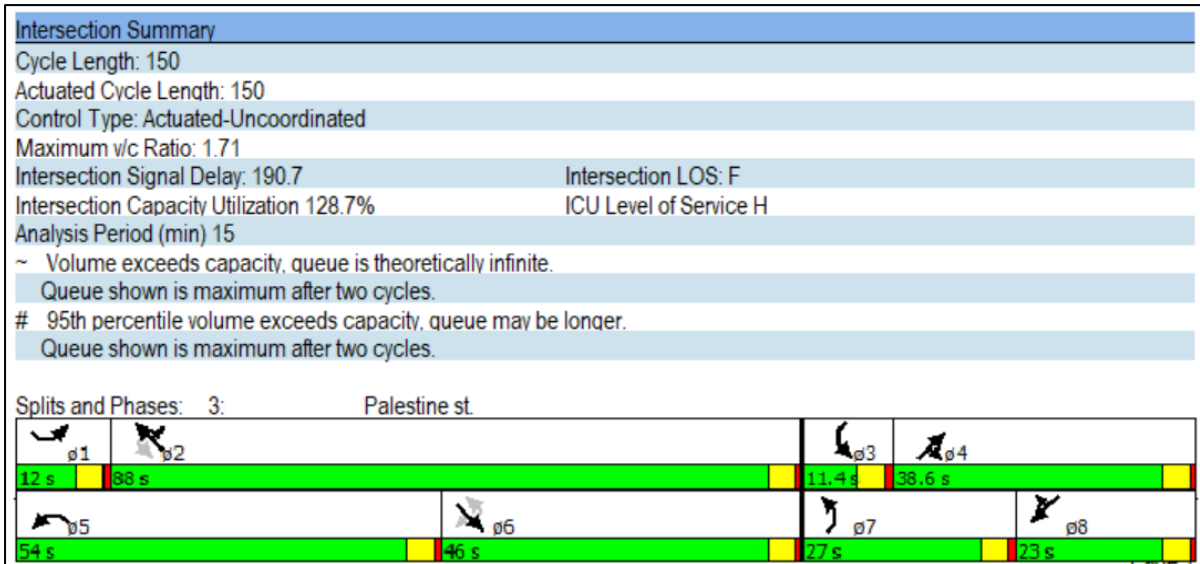 Intersection Summary
Cycle Length: 150
Actuated Cycle Length: 150
Control Type: Actuated-Uncoordinated
Maximum v/c Ratio: 1.71
Intersection Signal Delay: 190.7 Intersection LOS: F
Intersection Capacity Utilization 128.7% ICU Level of Service H
Analysis Period (min) 15
~ Volume exceeds capacity, queue is theoretically infinite.
Queue shown is maximum after two cycles.
# 95th percentile volume exceeds capacity, queue may be longer.
Queue shown is maximum after two cycles.
Splits and Phases: 3: Palestine st.
ø1 ø2 ø3 ø4
12 s 88 s 11.4 s 38.6 s
ø5 ø6 ø7 ø8
54 s 46 s 27 s 23 s